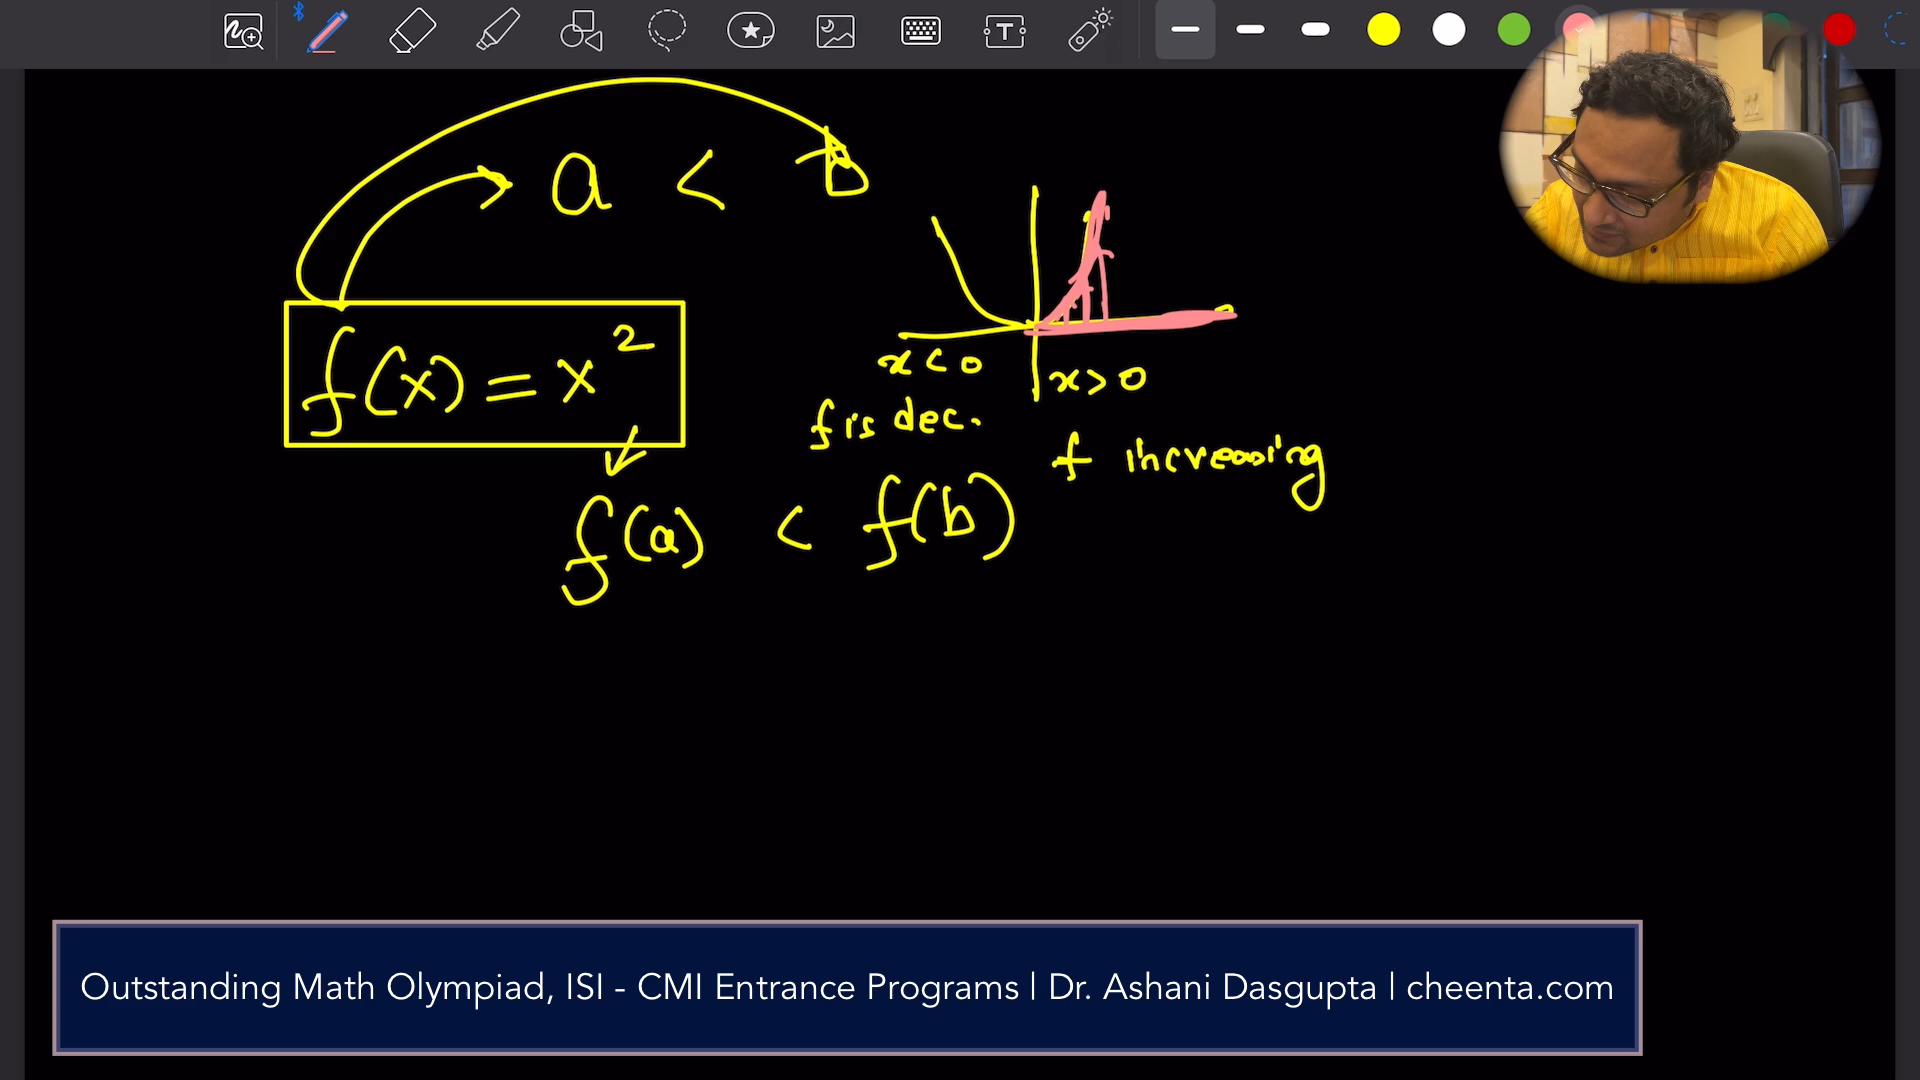 a < b
f(x) = x²
x < 0
x > 0
f is dec.
f increasing
f(a) < f(b)
Outstanding Math Olympiad, ISI - CMI Entrance Programs | Dr. Ashani Dasgupta | cheenta.com